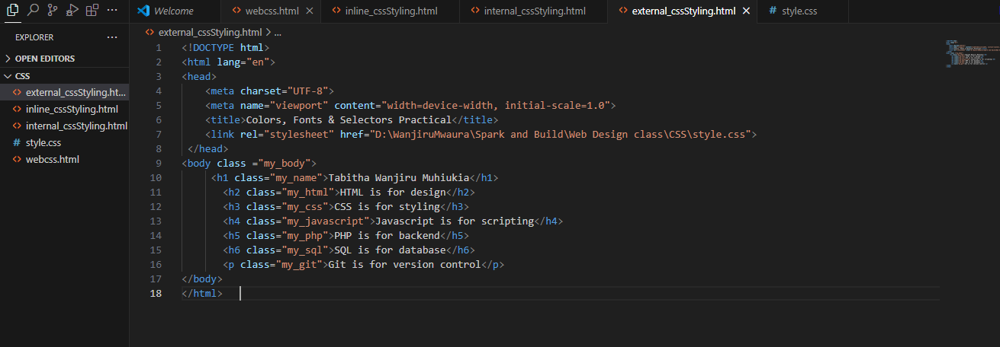 Welcome webcss.html inline_cssStyling.html internal_cssStyling.html external_cssStyling.html # style.css
EXPLORER
OPEN EDITORS
CSS
external_cssStyling.ht...
inline_cssStyling.html
internal_cssStyling.html
# style.css
webcss.html
external_cssStyling.html > ...
1 <!DOCTYPE html>
2 <html lang="en">
3 <head>
4 <meta charset="UTF-8">
5 <meta name="viewport" content="width=device-width, initial-scale=1.0">
6 <title>Colors, Fonts & Selectors Practical</title>
7 <link rel="stylesheet" href="D:\WanjiruMwaura\Spark and Build\Web Design class\CSS\style.css">
8 </head>
9 <body class ="my_body">
10 <h1 class="my_name">Tabitha Wanjiru Muhiukia</h1>
11 <h2 class="my_html">HTML is for design</h2>
12 <h3 class="my_css">CSS is for styling</h3>
13 <h4 class="my_javascript">Javascript is for scripting</h4>
14 <h5 class="my_php">PHP is for backend</h5>
15 <h6 class="my_sql">SQL is for database</h6>
16 <p class="my_git">Git is for version control</p>
17 </body>
18 </html>